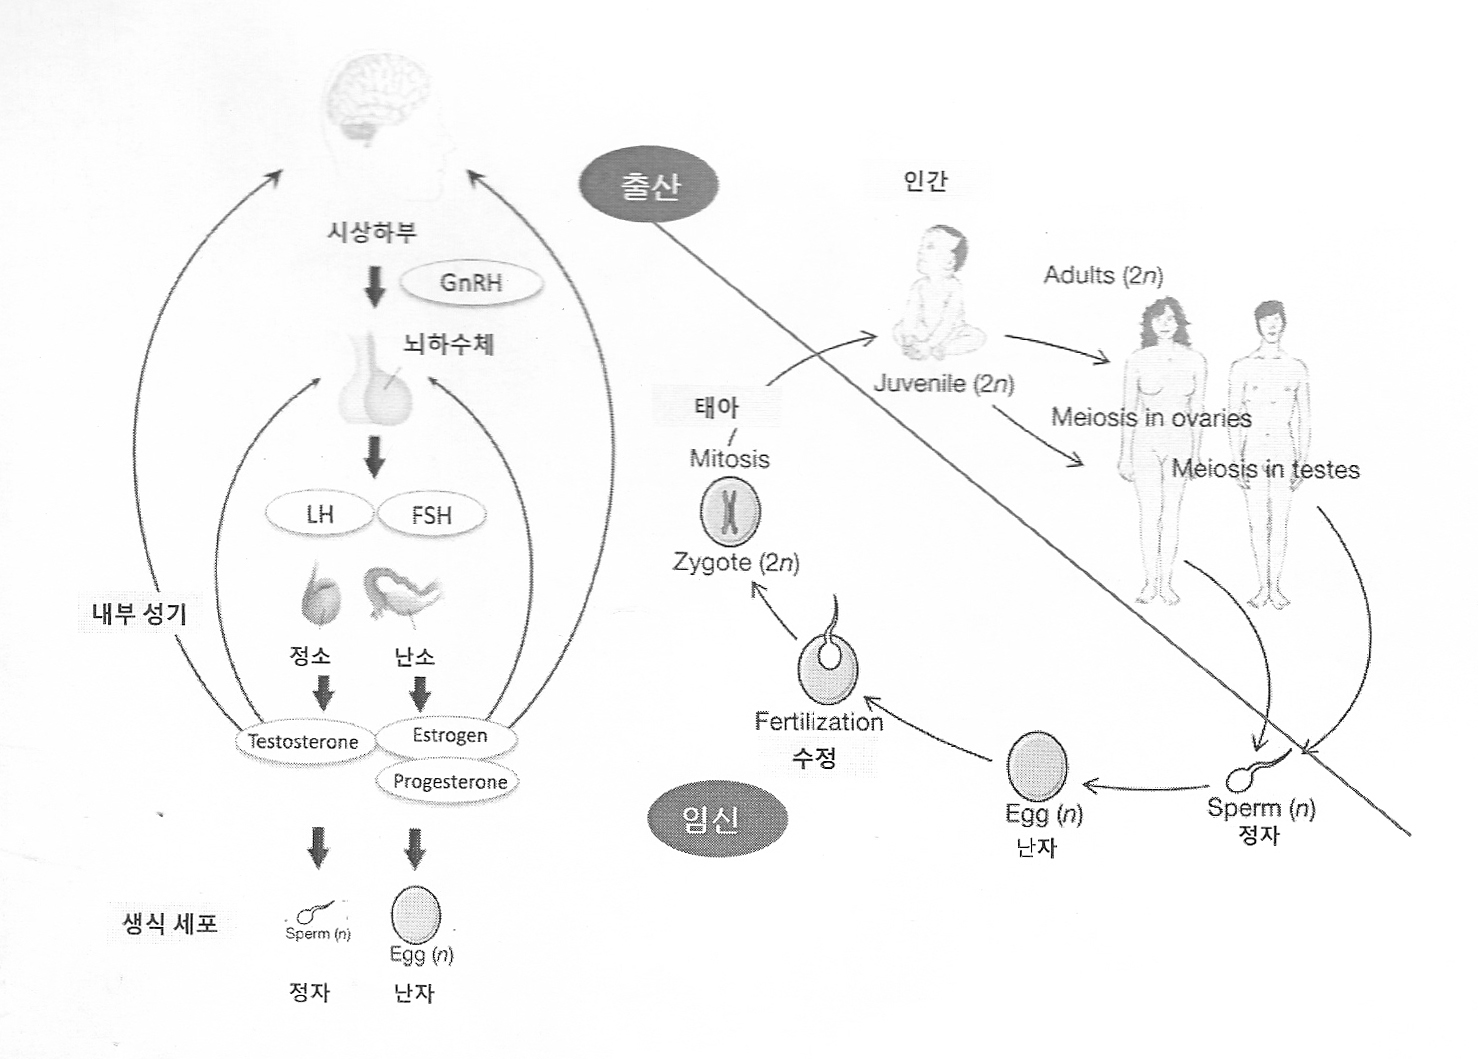 시상하부
GnRH
뇌하수체
LH
FSH
내부 성기
정소
난소
Testosterone
Estrogen
Progesterone
생식 세포
Sperm (n)
Egg (n)
정자
난자
출산
인간
Adults (2n)
Juvenile (2n)
Meiosis in ovaries
Meiosis in testes
태아
Mitosis
Zygote (2n)
Fertilization
수정
임신
Egg (n)
난자
Sperm (n)
정자